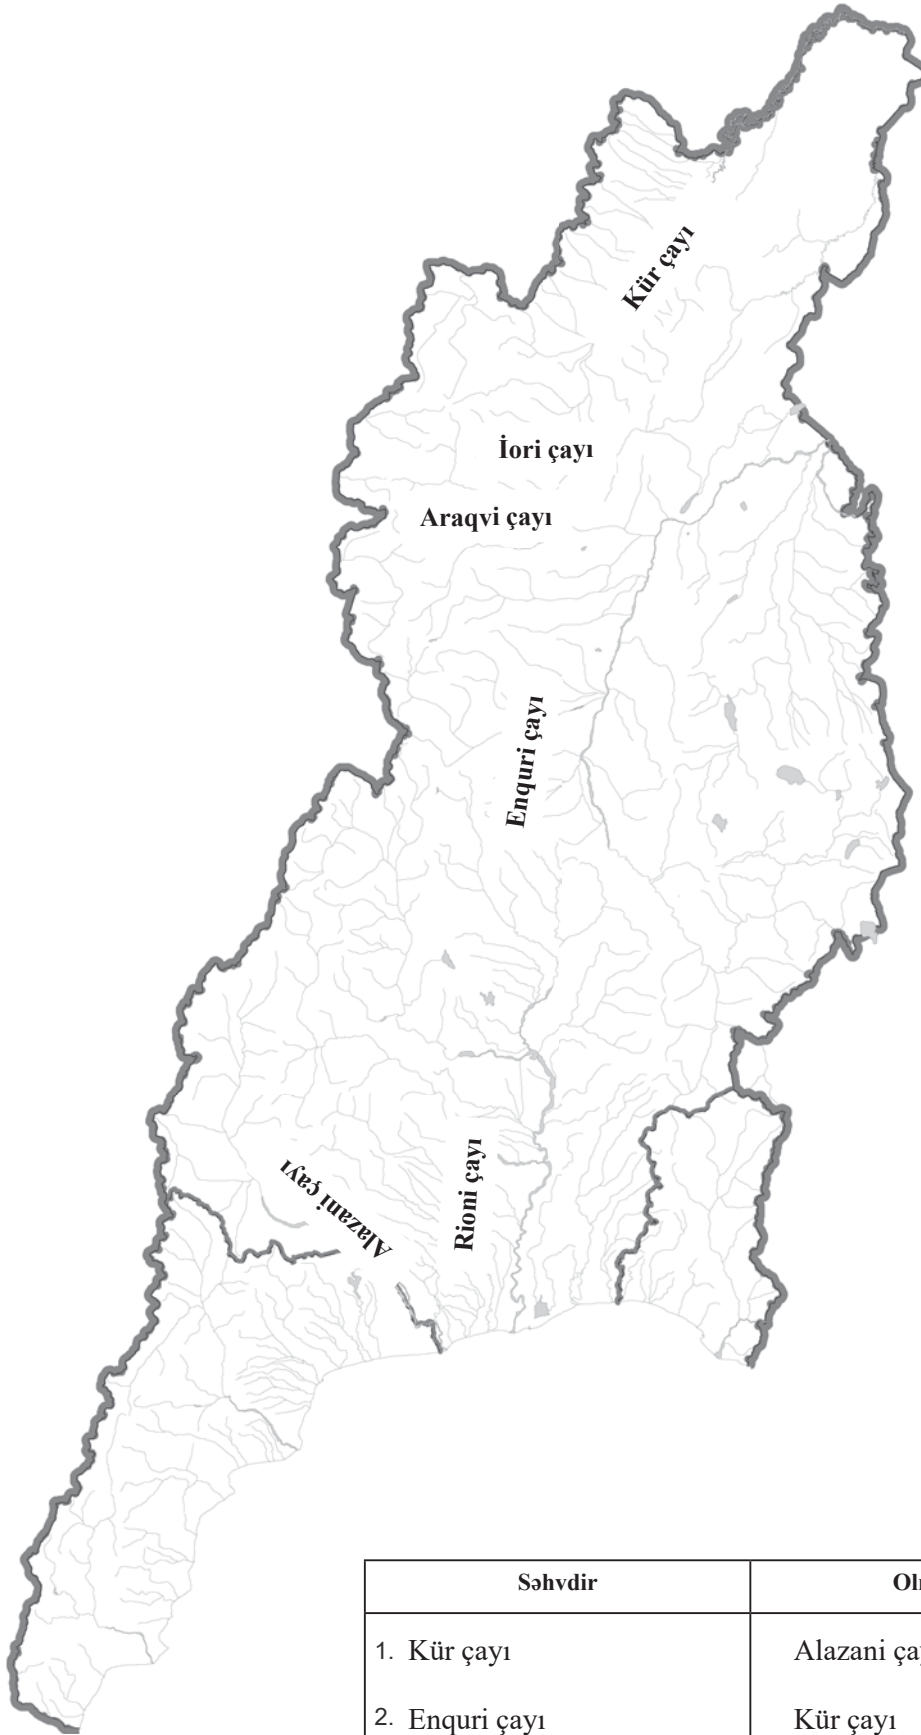 Kür çayı
İori çayı
Araqvi çayı
Enquri çayı
Alazani çayı
Rioni çayı
Səhvdir
1. Kür çayı
Alazani
2. Enquri çayı
Kür çayı